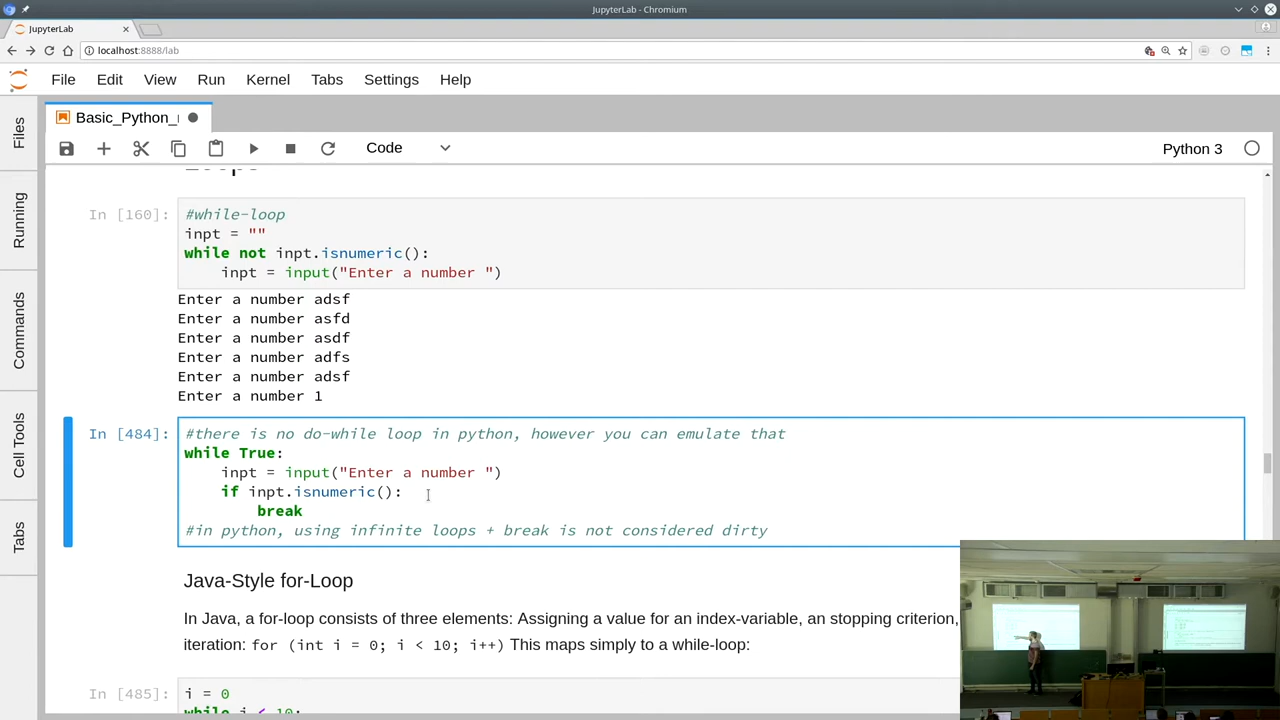 JupyterLab - Chromium
JupyterLab
localhost:8888/lab
File Edit View Run Kernel Tabs Settings Help
Files
Running
Commands
Cell Tools
Tabs
Basic_Python_
Code
Python 3
In [160]:
#while-loop
inpt = ""
while not inpt.isnumeric():
inpt = input("Enter a number ")
Enter a number adsf
Enter a number asfd
Enter a number asdf
Enter a number adfs
Enter a number adsf
Enter a number 1
In [484]:
#there is no do-while loop in python, however you can emulate that
while True:
inpt = input("Enter a number ")
if inpt.isnumeric():
break
#in python, using infinite loops + break is not considered dirty
Java-Style for-Loop
In Java, a for-loop consists of three elements: Assigning a value for an index-variable, an stopping criterion,
iteration: for (int i = 0; i < 10; i++) This maps simply to a while-loop:
In [485]:
i = 0
while i < 10: